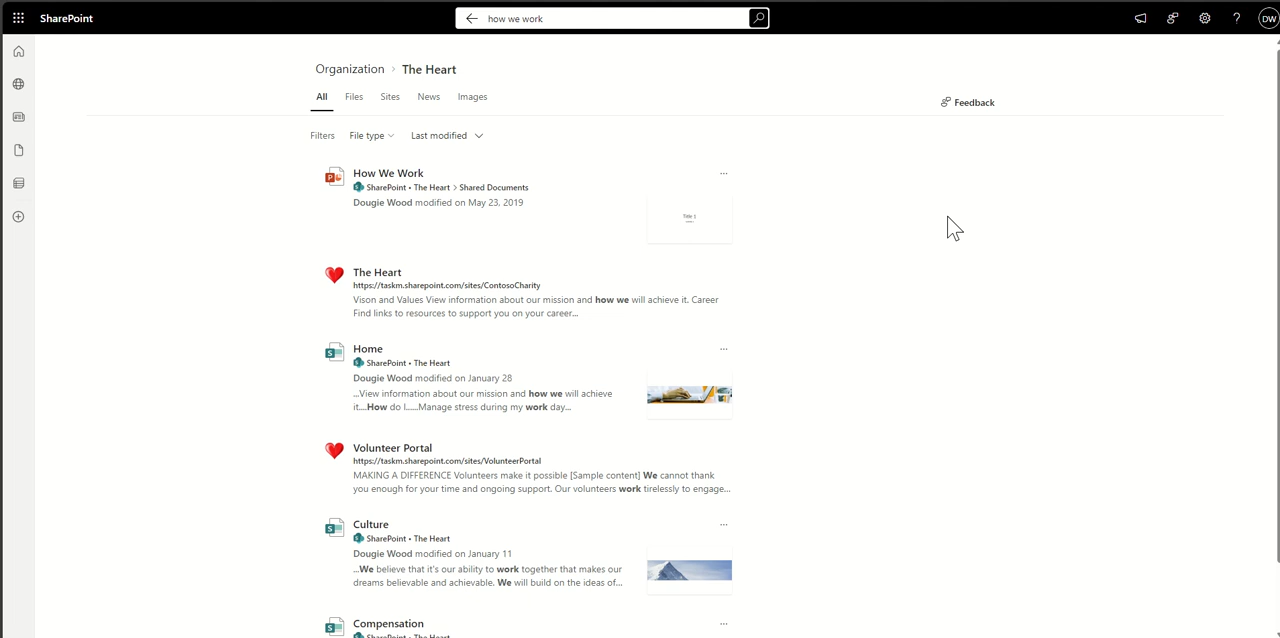 SharePoint
how we work
DW
Organization > The Heart
All Files Sites News Images
Feedback
Filters File type Last modified
How We Work
SharePoint • The Heart > Shared Documents
Dougie Wood modified on May 23, 2019
Title 1
The Heart
https://taskm.sharepoint.com/sites/ContosoCharity
Vison and Values View information about our mission and how we will achieve it. Career
Find links to resources to support you on your career...
Home
SharePoint • The Heart
Dougie Wood modified on January 28
...View information about our mission and how we will achieve
it....How do I......Manage stress during my work day...
Volunteer Portal
https://taskm.sharepoint.com/sites/VolunteerPortal
MAKING A DIFFERENCE Volunteers make it possible [Sample content] We cannot thank
you enough for your time and ongoing support. Our volunteers work tirelessly to engage...
Culture
SharePoint • The Heart
Dougie Wood modified on January 11
...We believe that it's our ability to work together that makes our
dreams believable and achievable. We will build on the ideas of...
Compensation
SharePoint • The Heart